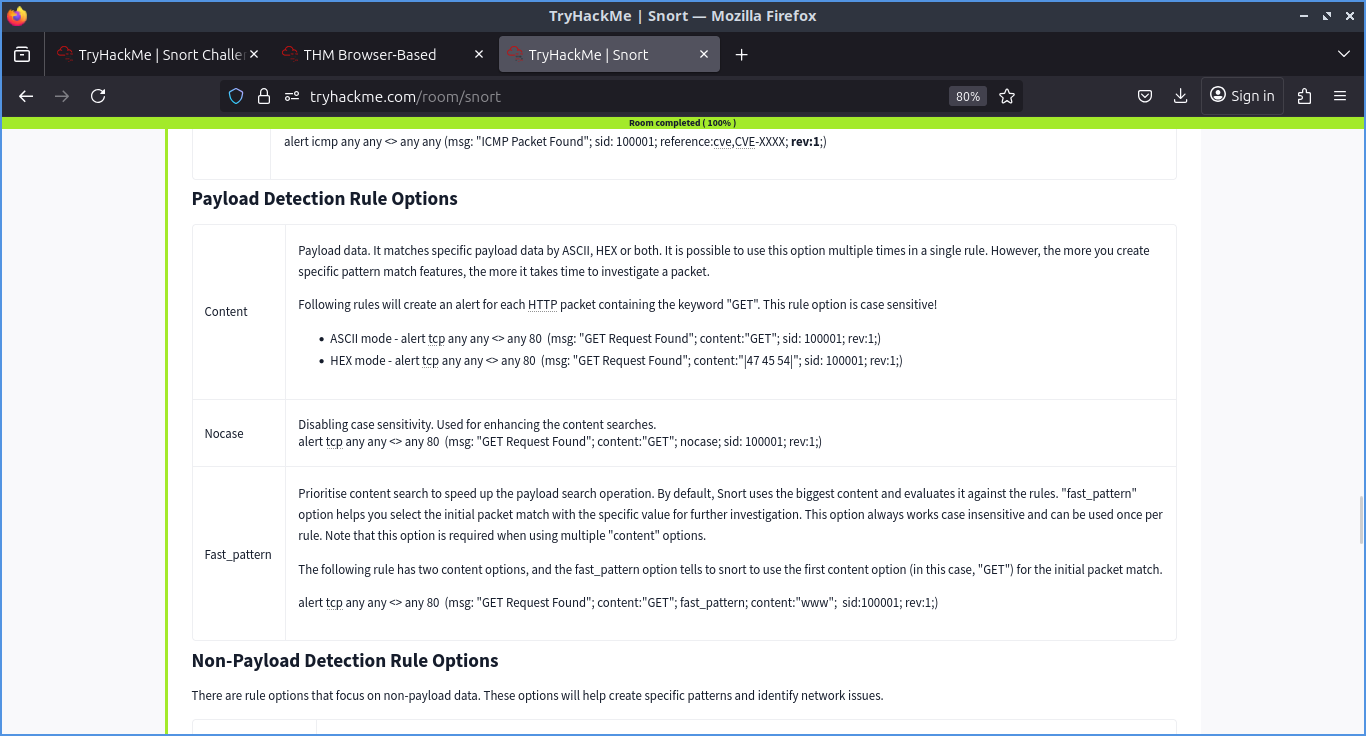 TryHackMe | Snort — Mozilla Firefox
TryHackMe | Snort Challe
THM Browser-Based
TryHackMe | Snort
tryhackme.com/room/snort
80%
Sign in
Room completed ( 100% )
alert icmp any any <> any any (msg: "ICMP Packet Found"; sid: 100001; reference:cve,CVE-XXXX; rev:1;)
Payload Detection Rule Options
Content
Payload data. It matches specific payload data by ASCII, HEX or both. It is possible to use this option multiple times in a single rule. However, the more you create
specific pattern match features, the more it takes time to investigate a packet.
Following rules will create an alert for each HTTP packet containing the keyword "GET". This rule option is case sensitive!
• ASCII mode - alert tcp any any <> any 80 (msg: "GET Request Found"; content:"GET"; sid: 100001; rev:1;)
• HEX mode - alert tcp any any <> any 80 (msg: "GET Request Found"; content:"|47 45 54|"; sid: 100001; rev:1;)
Nocase
Disabling case sensitivity. Used for enhancing the content searches.
alert tcp any any <> any 80 (msg: "GET Request Found"; content:"GET"; nocase; sid: 100001; rev:1;)
Fast_pattern
Prioritise content search to speed up the payload search operation. By default, Snort uses the biggest content and evaluates it against the rules. "fast_pattern"
option helps you select the initial packet match with the specific value for further investigation. This option always works case insensitive and can be used once per
rule. Note that this option is required when using multiple "content" options.
The following rule has two content options, and the fast_pattern option tells to snort to use the first content option (in this case, "GET") for the initial packet match.
alert tcp any any <> any 80 (msg: "GET Request Found"; content:"GET"; fast_pattern; content:"www"; sid:100001; rev:1;)
Non-Payload Detection Rule Options
There are rule options that focus on non-payload data. These options will help create specific patterns and identify network issues.